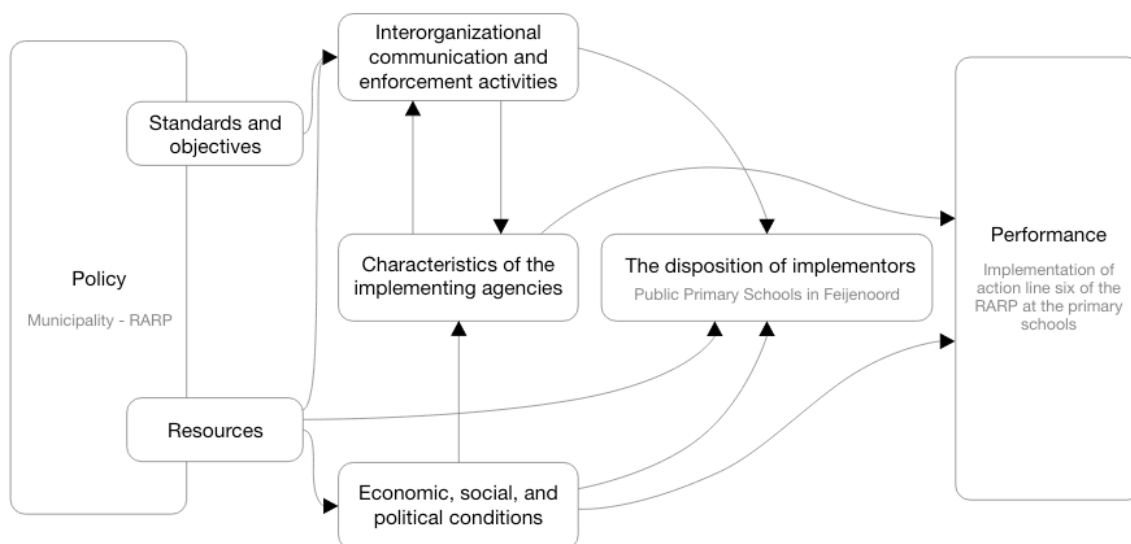 Interorganizational
communication and
enforcement activities
Standards and
objectives
Policy
Municipality - RARP
Characteristics of the
implementing agencies
The disposition of implementors
Public Primary Schools in Feijenoord
Performance
Implementation of
action line six of the
RARP at the primary
schools
Resources
Economic, social, and
political conditions